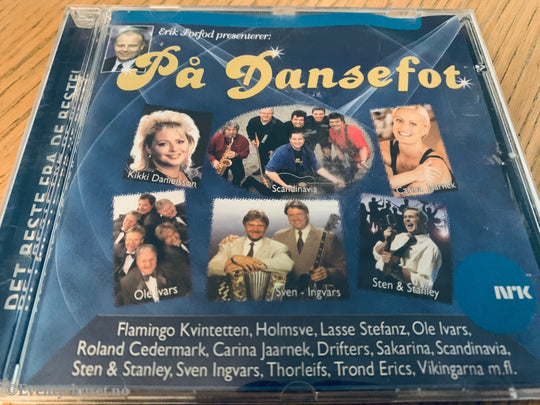 Erik Forfod presenterer:
På Dansefot
DET BESTE FRA DE BESTE!
Kikki Danielsson
Scandinavia
Carina Jaarnek
Ole Ivars
Sven - Ingvars
Sten & Stanley
NRK
Flamingo Kvintetten, Holmsve, Lasse Stefanz, Ole Ivars,
Roland Cedermark, Carina Jaarnek, Drifters, Sakarina, Scandinavia,
Sten & Stanley, Sven Ingvars, Thorleifs, Trond Erics, Vikingarna m.fl.
© Eventyrhuset.no